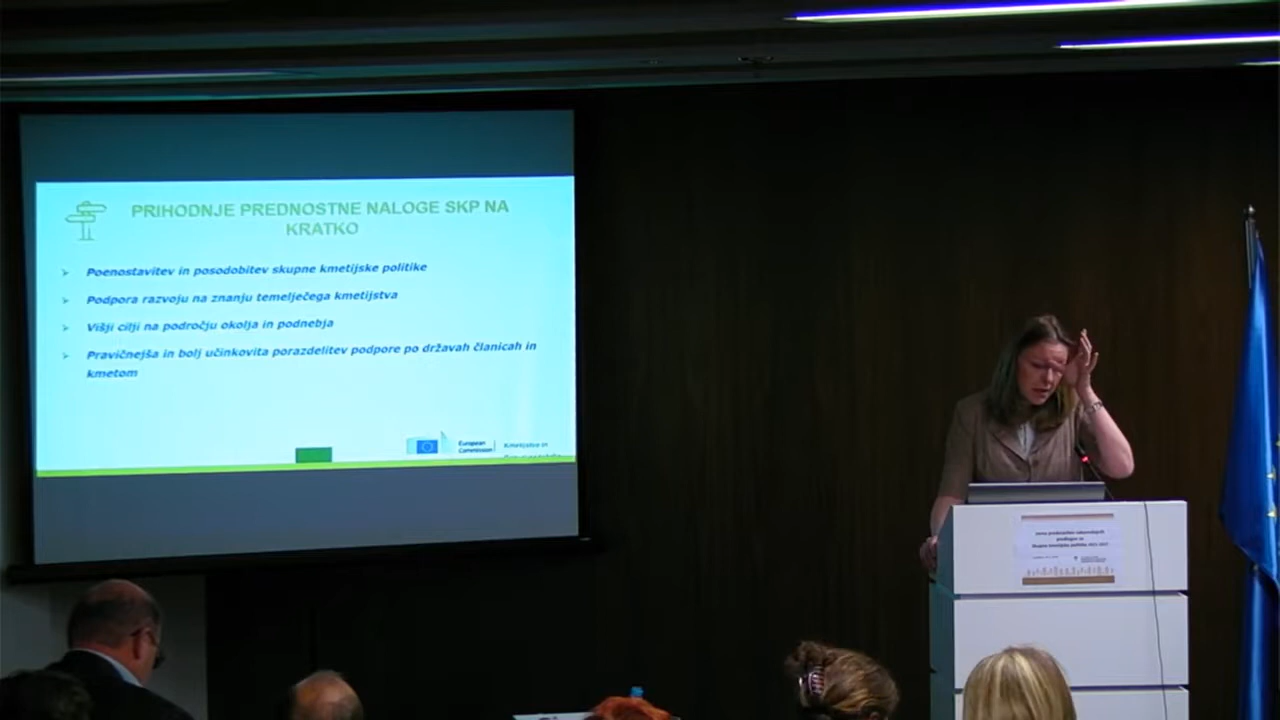 PRIHODNJE PREDNOSTNE NALOGE SKP NA
KRATKO
Poenostavitev in posodobitev skupne kmetijske politike
Podpora razvoju na znanju temelječega kmetijstva
Višji cilji na področju okolja in podnebja
Pravičnejša in bolj učinkovita porazdelitev podpore po državah članicah in
kmetom
European
Commission
Kmetijstvo in